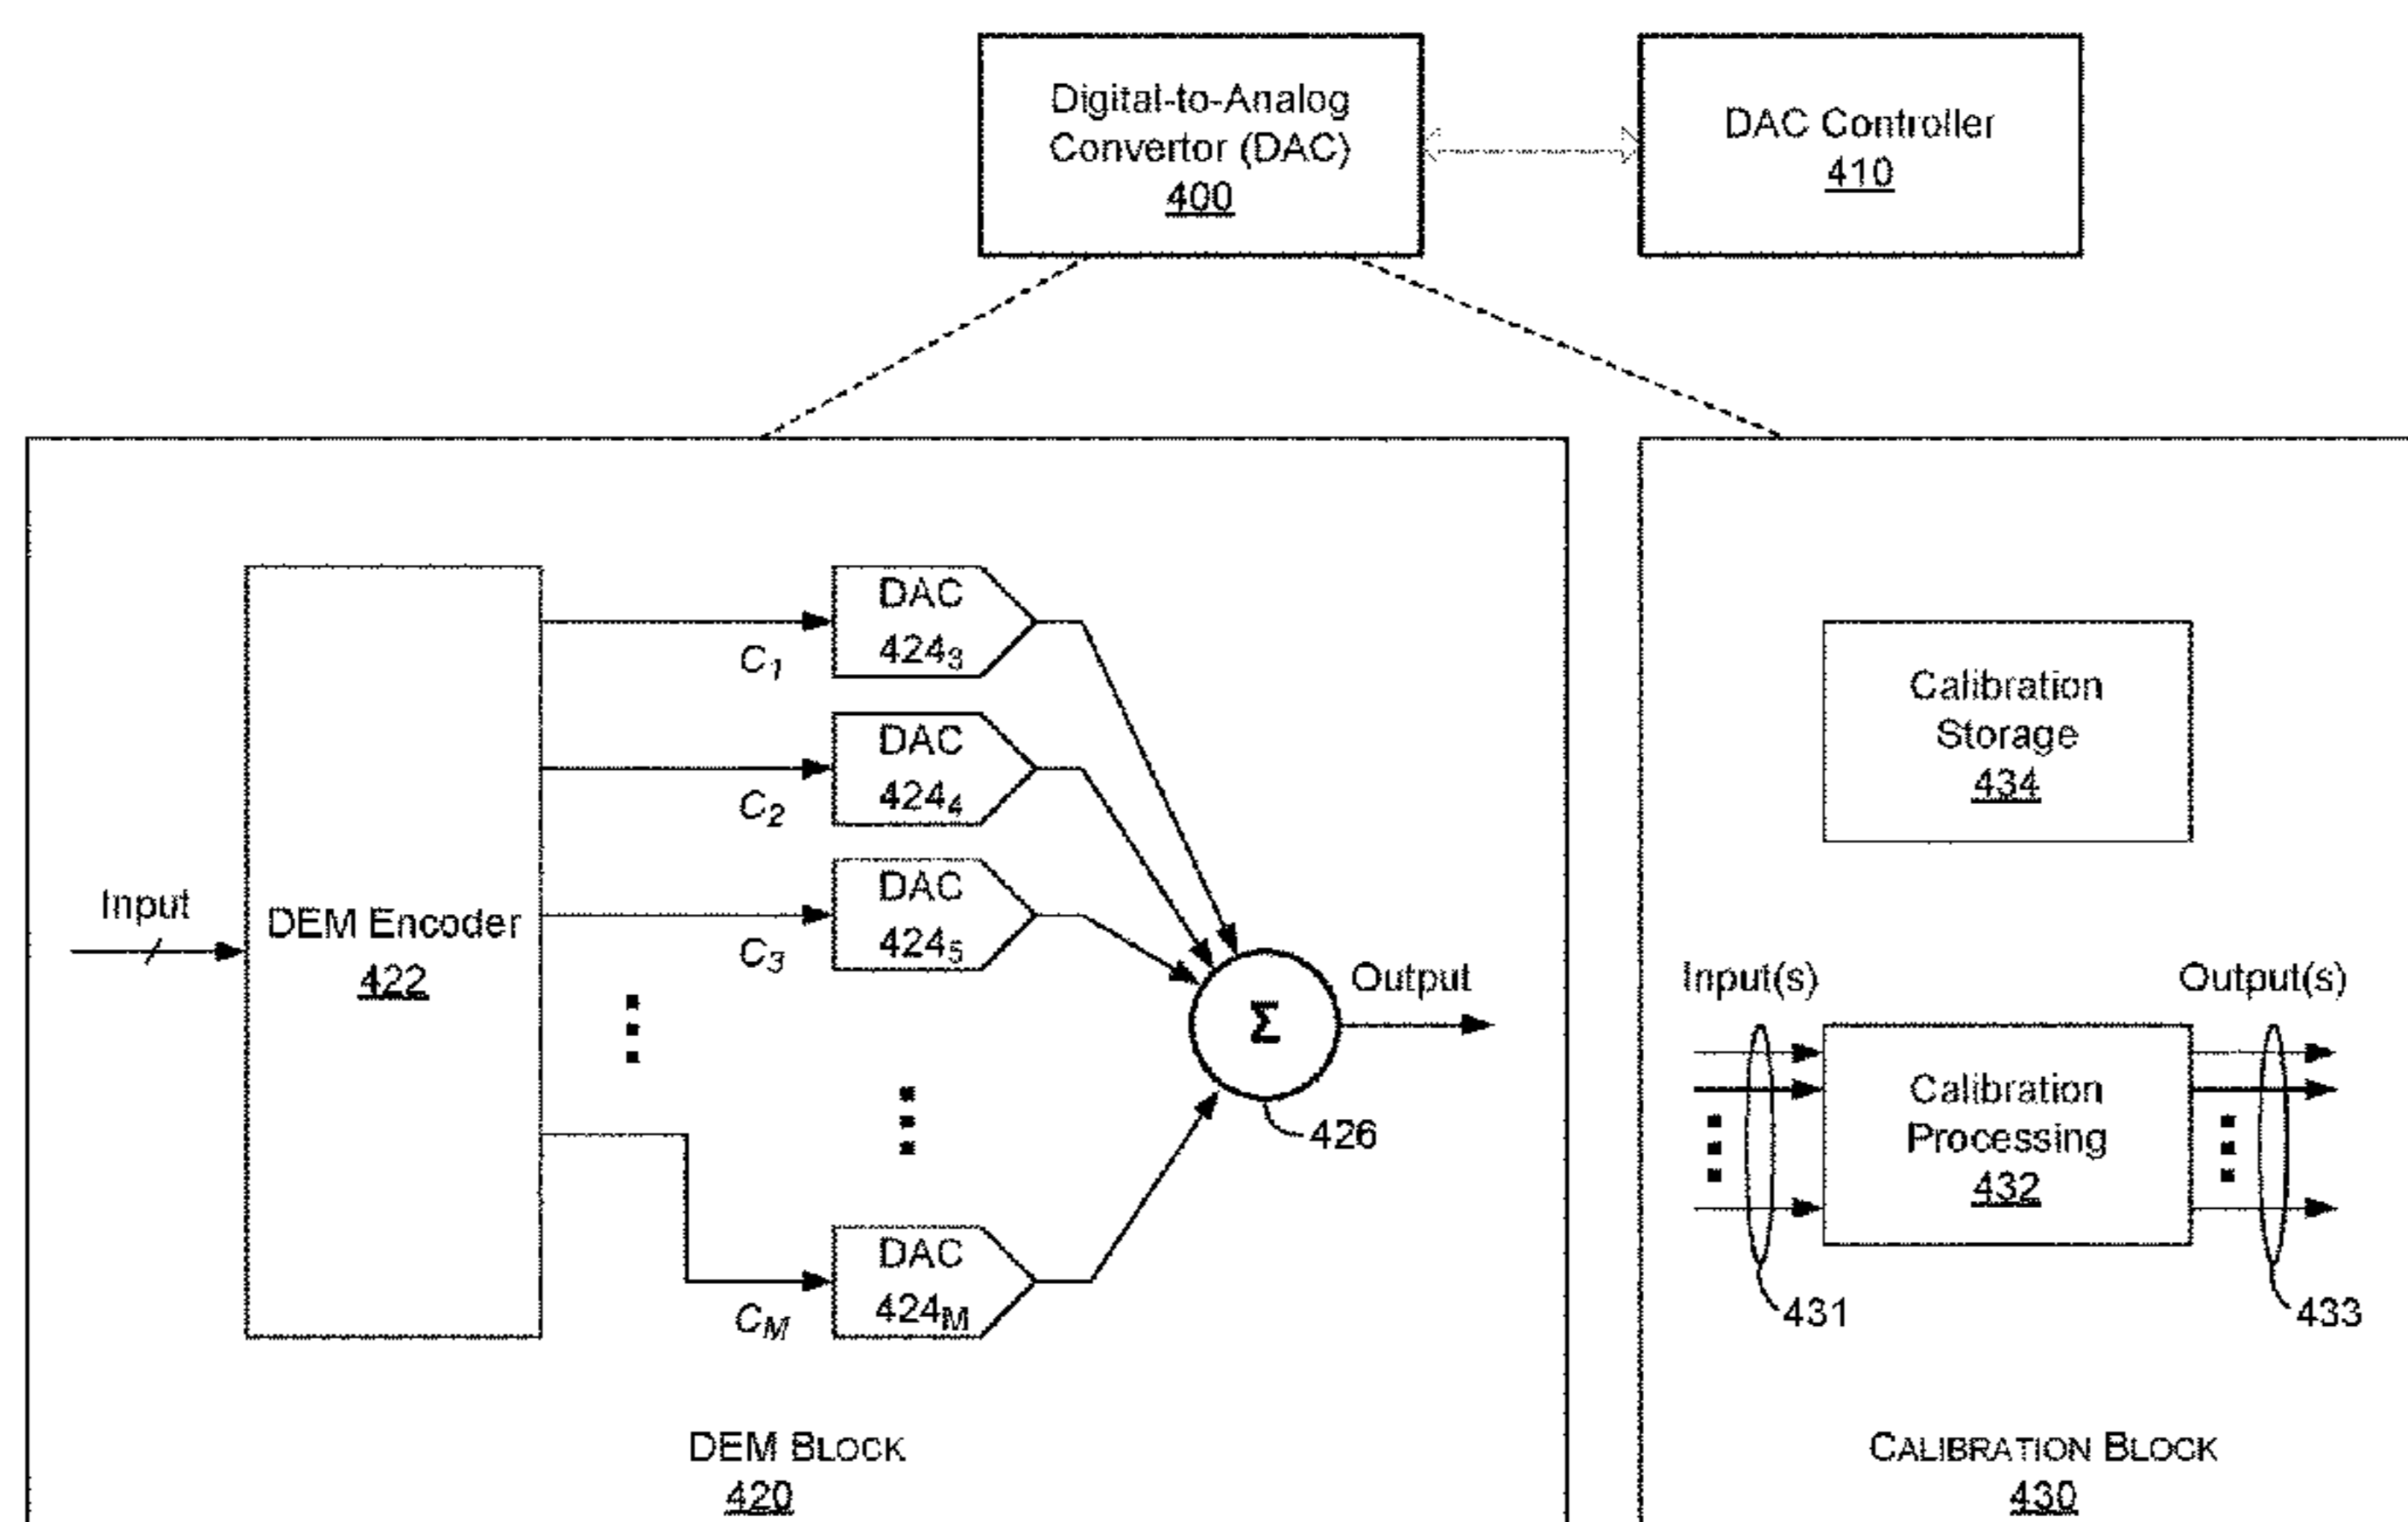 Digital-to-Analog
Convertor (DAC)
400
DAC Controller
410
Input
DEM Encoder
422
C1
C2
C3
CM
DAC
424₃
DAC
424₄
DAC
424₅
DAC
424M
Σ
426
Output
DEM BLOCK
420
Calibration
Storage
434
Input(s)
Output(s)
Calibration
Processing
432
431
433
CALIBRATION BLOCK
430